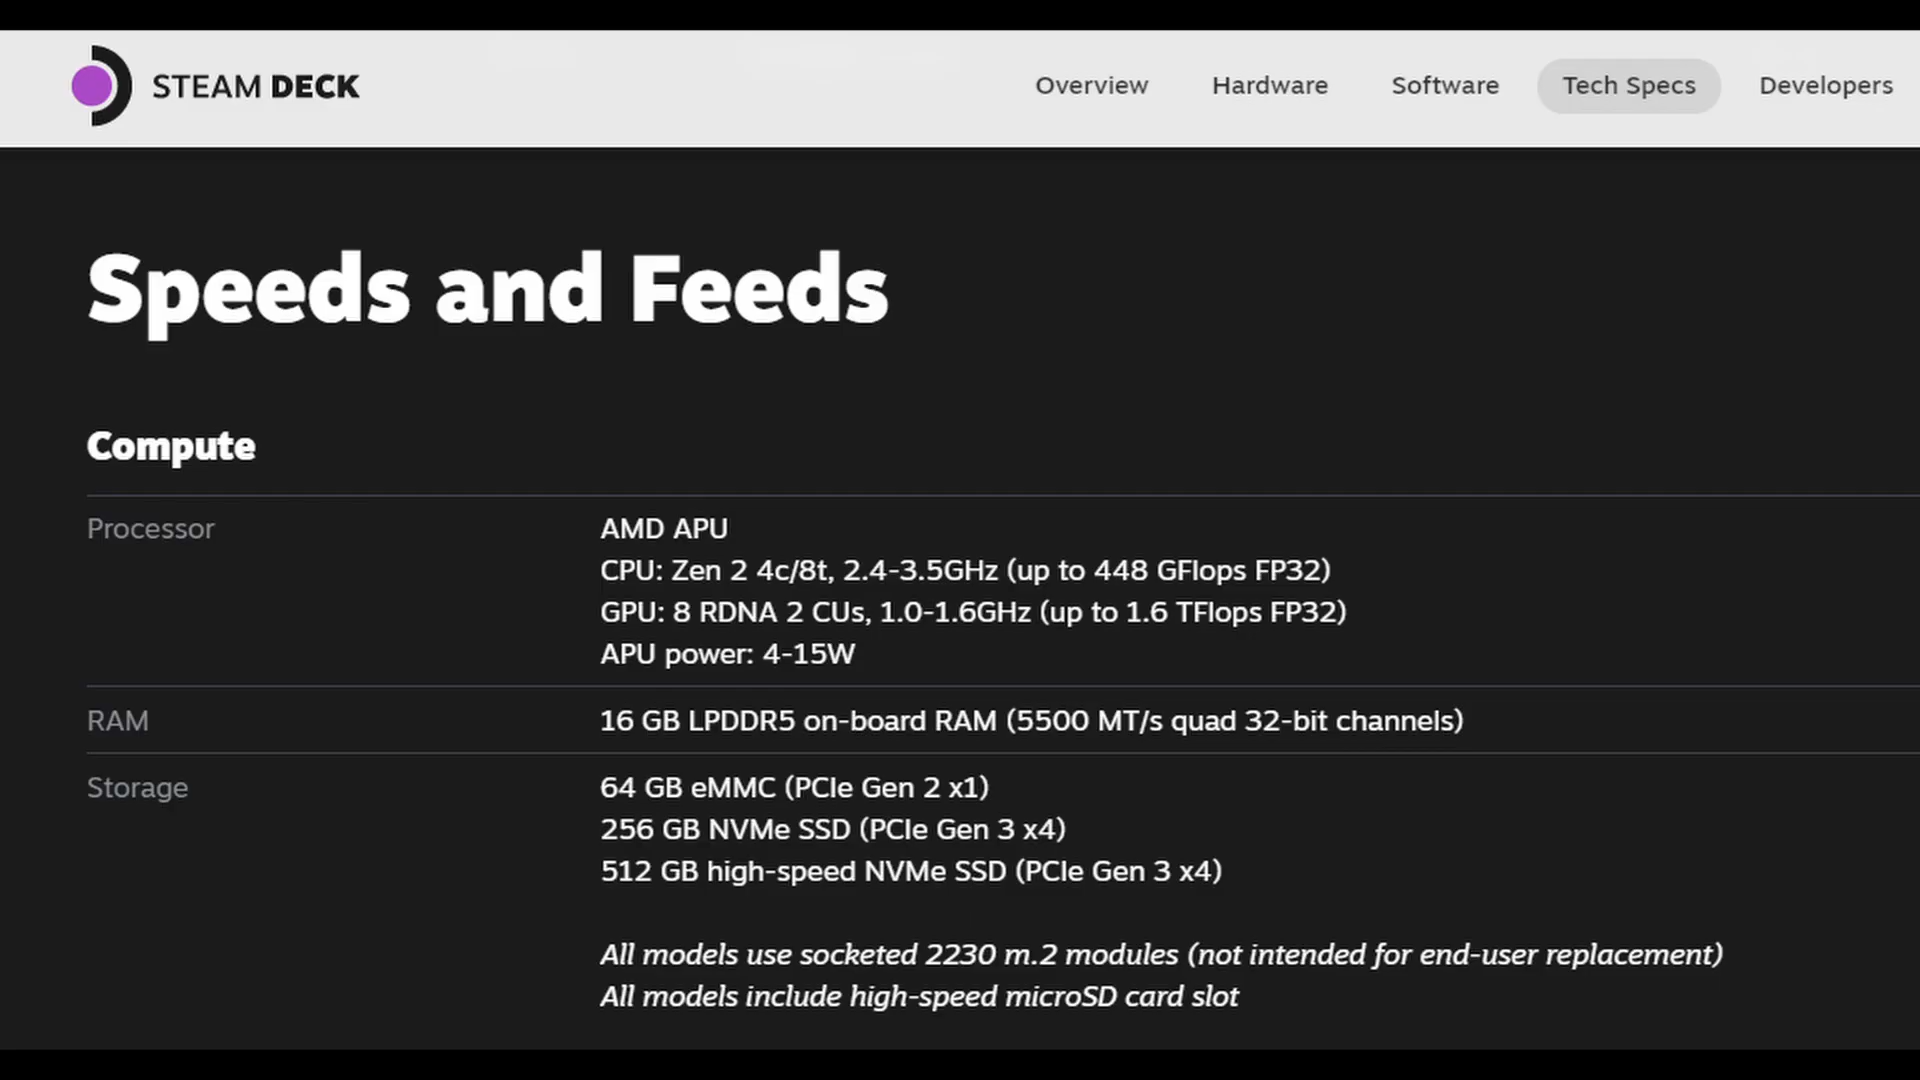 STEAM DECK
Overview Hardware Software Tech Specs Developers
Speeds and Feeds
Compute
Processor
AMD APU
CPU: Zen 2 4c/8t, 2.4-3.5GHz (up to 448 GFlops FP32)
GPU: 8 RDNA 2 CUs, 1.0-1.6GHz (up to 1.6 TFlops FP32)
APU power: 4-15W
RAM
16 GB LPDDR5 on-board RAM (5500 MT/s quad 32-bit channels)
Storage
64 GB eMMC (PCIe Gen 2 x1)
256 GB NVMe SSD (PCIe Gen 3 x4)
512 GB high-speed NVMe SSD (PCIe Gen 3 x4)
All models use socketed 2230 m.2 modules (not intended for end-user replacement)
All models include high-speed microSD card slot